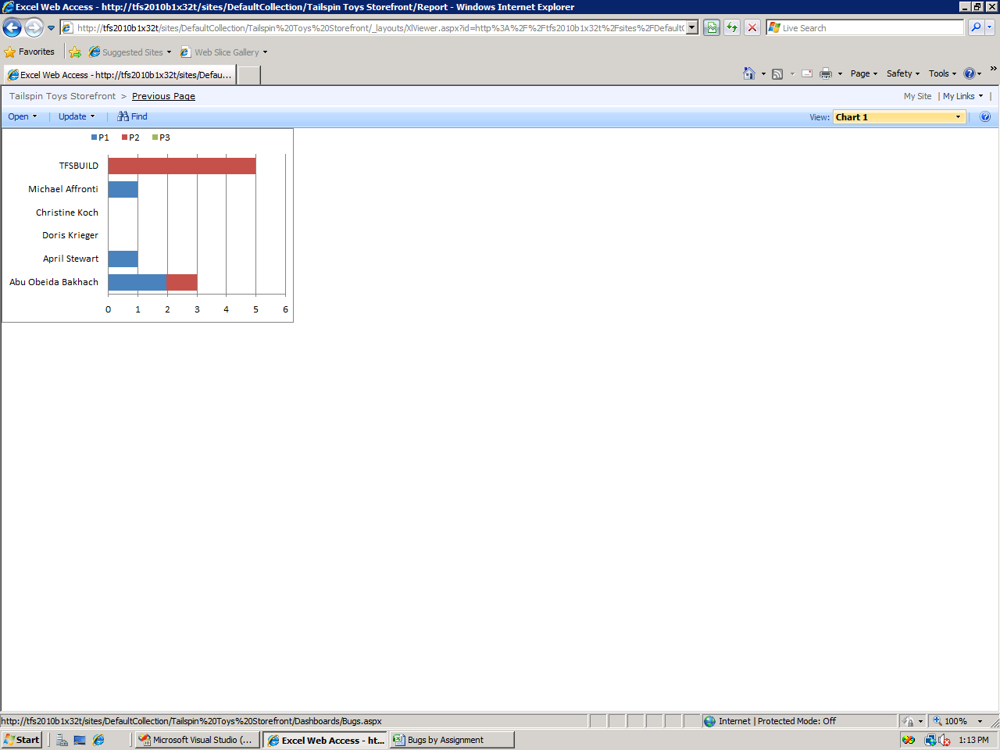 Excel Web Access - http://tfs2010b1x32t/sites/DefaultCollection/Tailspin Toys Storefront/Report - Windows Internet Explorer
http://tfs2010b1x32t/sites/DefaultCollection/Tailspin%20Toys%20Storefront/_layouts/XlViewer.aspx?id=http%3A%2F%2Ftfs2010b1x32t%2Fsites%2FDefaultC
Live Search
Favorites
Suggested Sites
Web Slice Gallery
Excel Web Access - http://tfs2010b1x32t/sites/Defau...
Page
Safety
Tools
Tailspin Toys Storefront > Previous Page
My Site | My Links |
Open | Update | Find
View: Chart 1
P1 P2 P3
TFSBUILD
Michael Affronti
Christine Koch
Doris Krieger
April Stewart
Abu Obeida Bakhach
0 1 2 3 4 5 6
http://tfs2010b1x32t/sites/DefaultCollection/Tailspin%20Toys%20Storefront/Dashboards/Bugs.aspx
Internet | Protected Mode: Off
100%
Start
Microsoft Visual Studio (...
Excel Web Access - ht...
Bugs by Assignment
1:13 PM